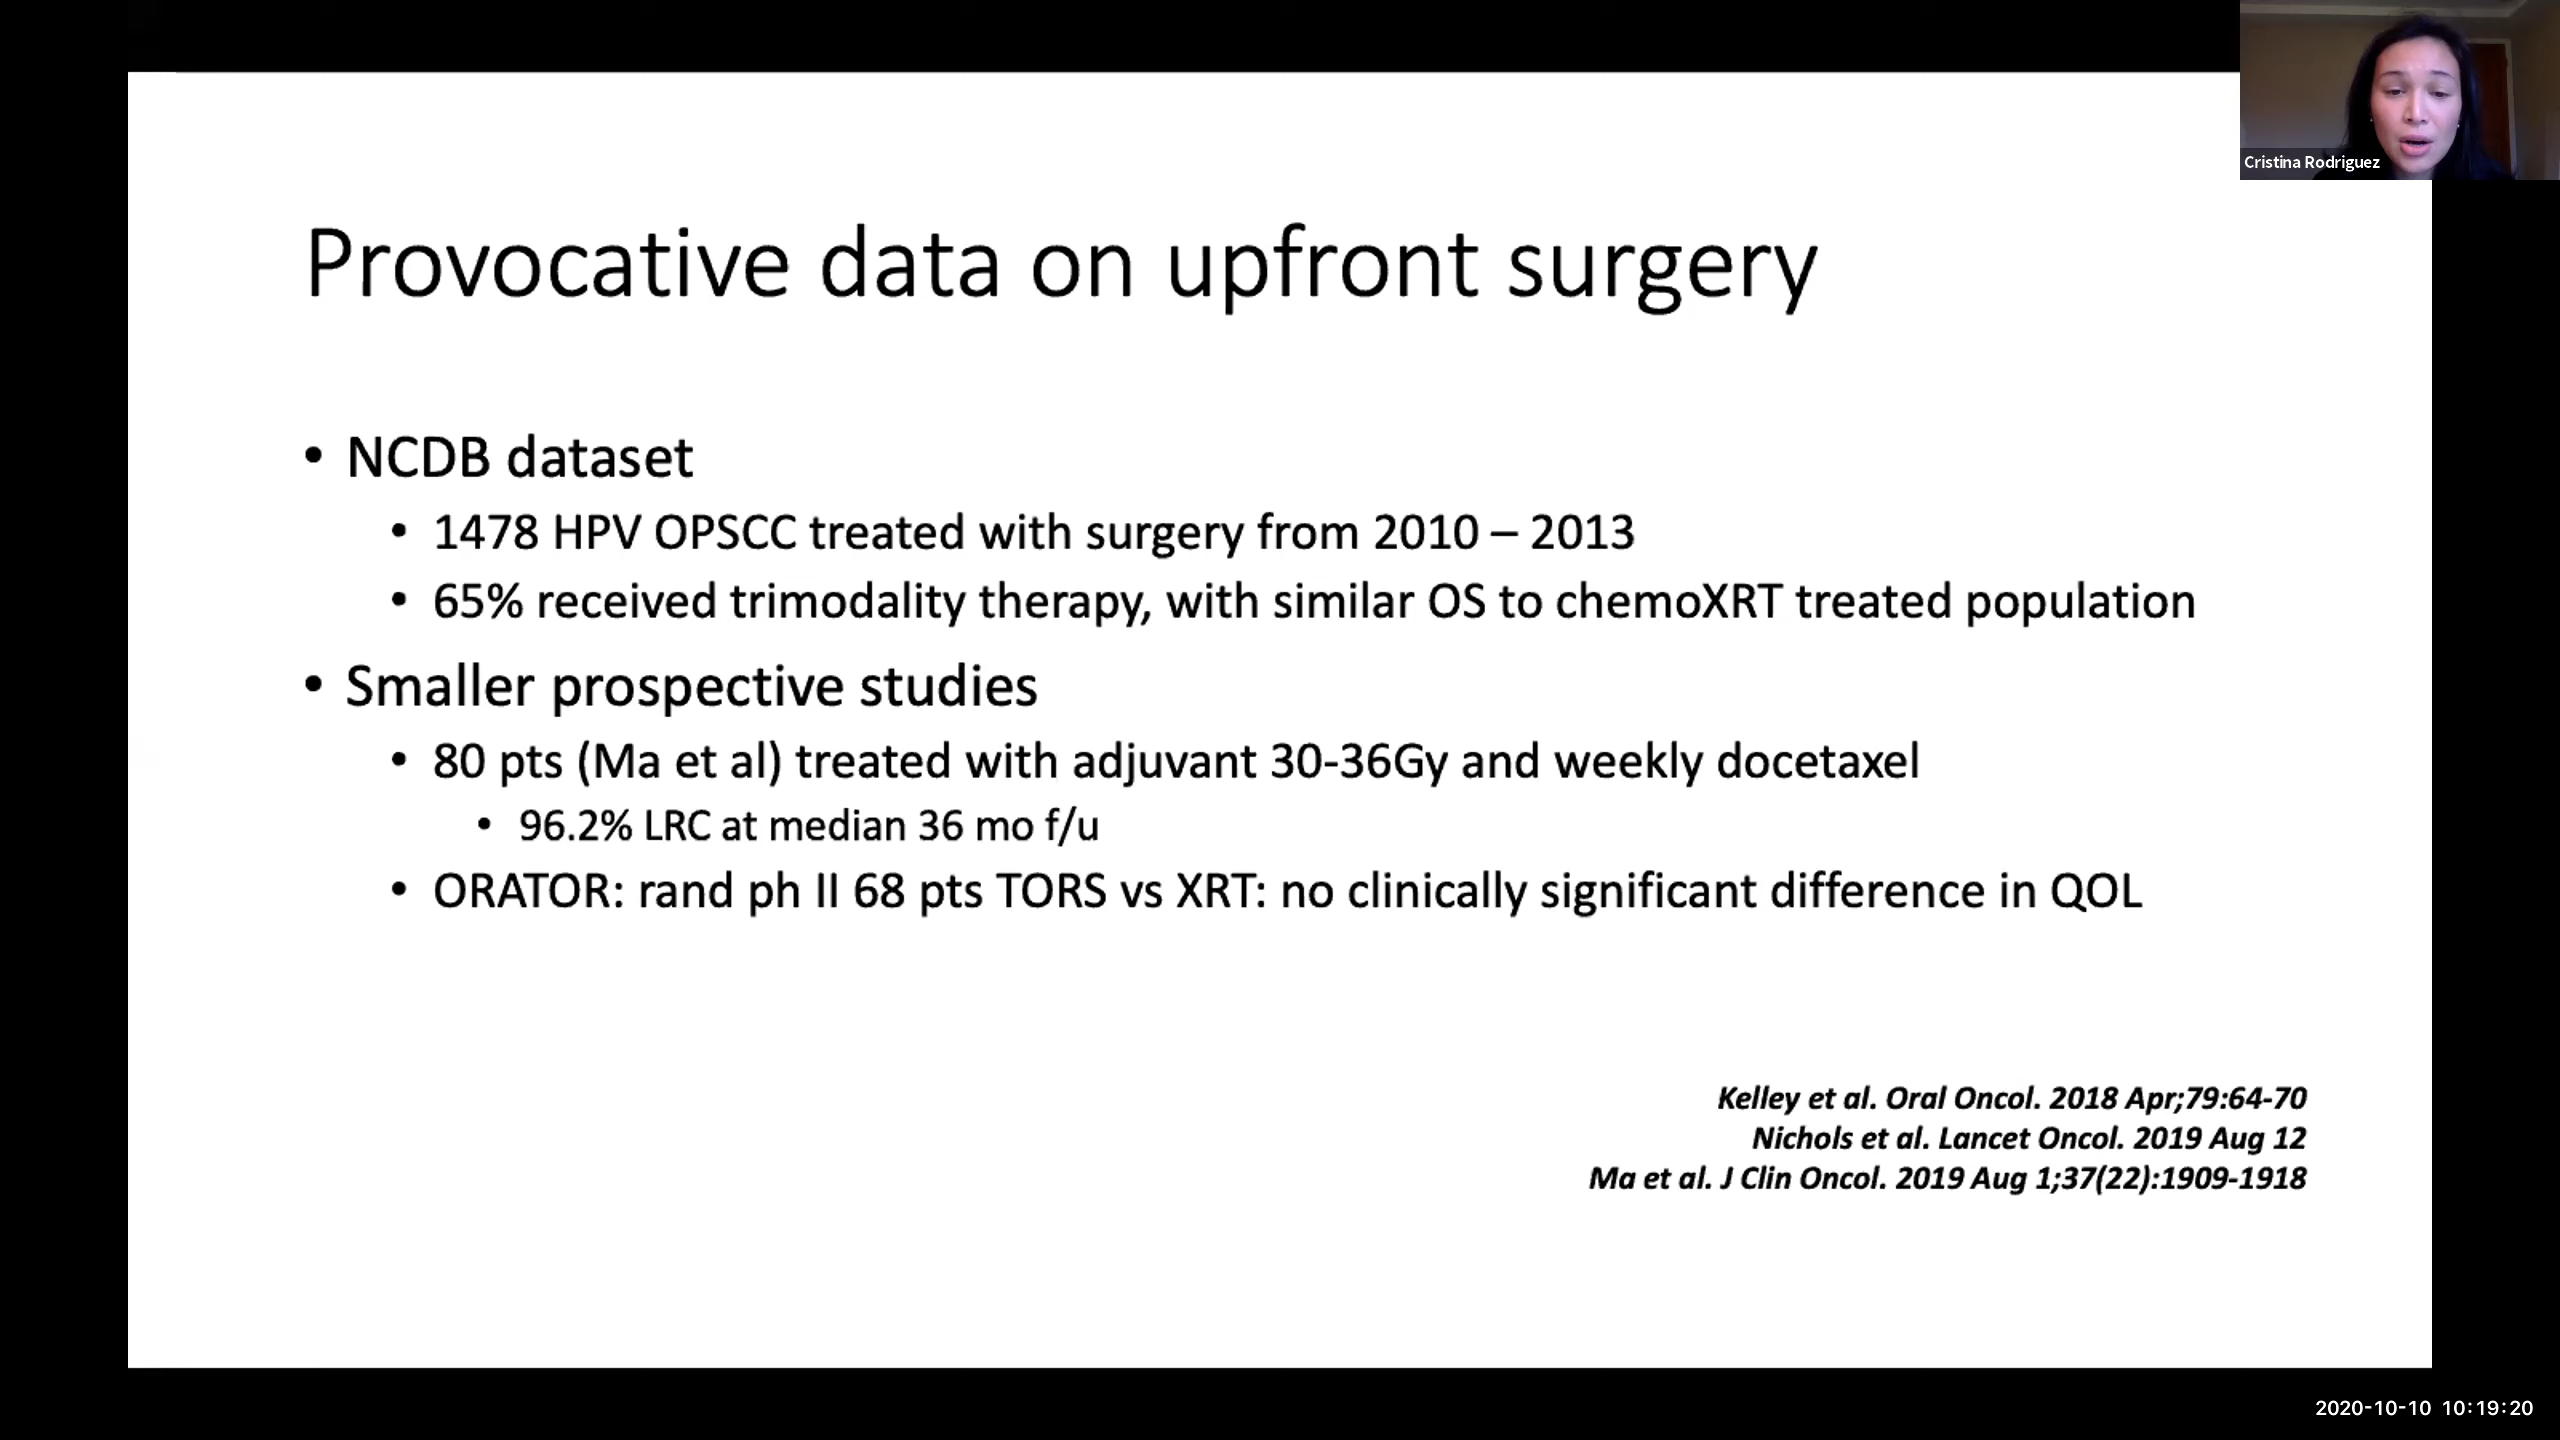 Cristina Rodriguez
Provocative data on upfront surgery
• NCDB dataset
• 1478 HPV OPSCC treated with surgery from 2010 – 2013
• 65% received trimodality therapy, with similar OS to chemoXRT treated population
• Smaller prospective studies
• 80 pts (Ma et al) treated with adjuvant 30-36Gy and weekly docetaxel
• 96.2% LRC at median 36 mo f/u
• ORATOR: rand ph II 68 pts TORS vs XRT: no clinically significant difference in QOL
Kelley et al. Oral Oncol. 2018 Apr;79:64-70
Nichols et al. Lancet Oncol. 2019 Aug 12
Ma et al. J Clin Oncol. 2019 Aug 1;37(22):1909-1918
2020-10-10 10:19:20